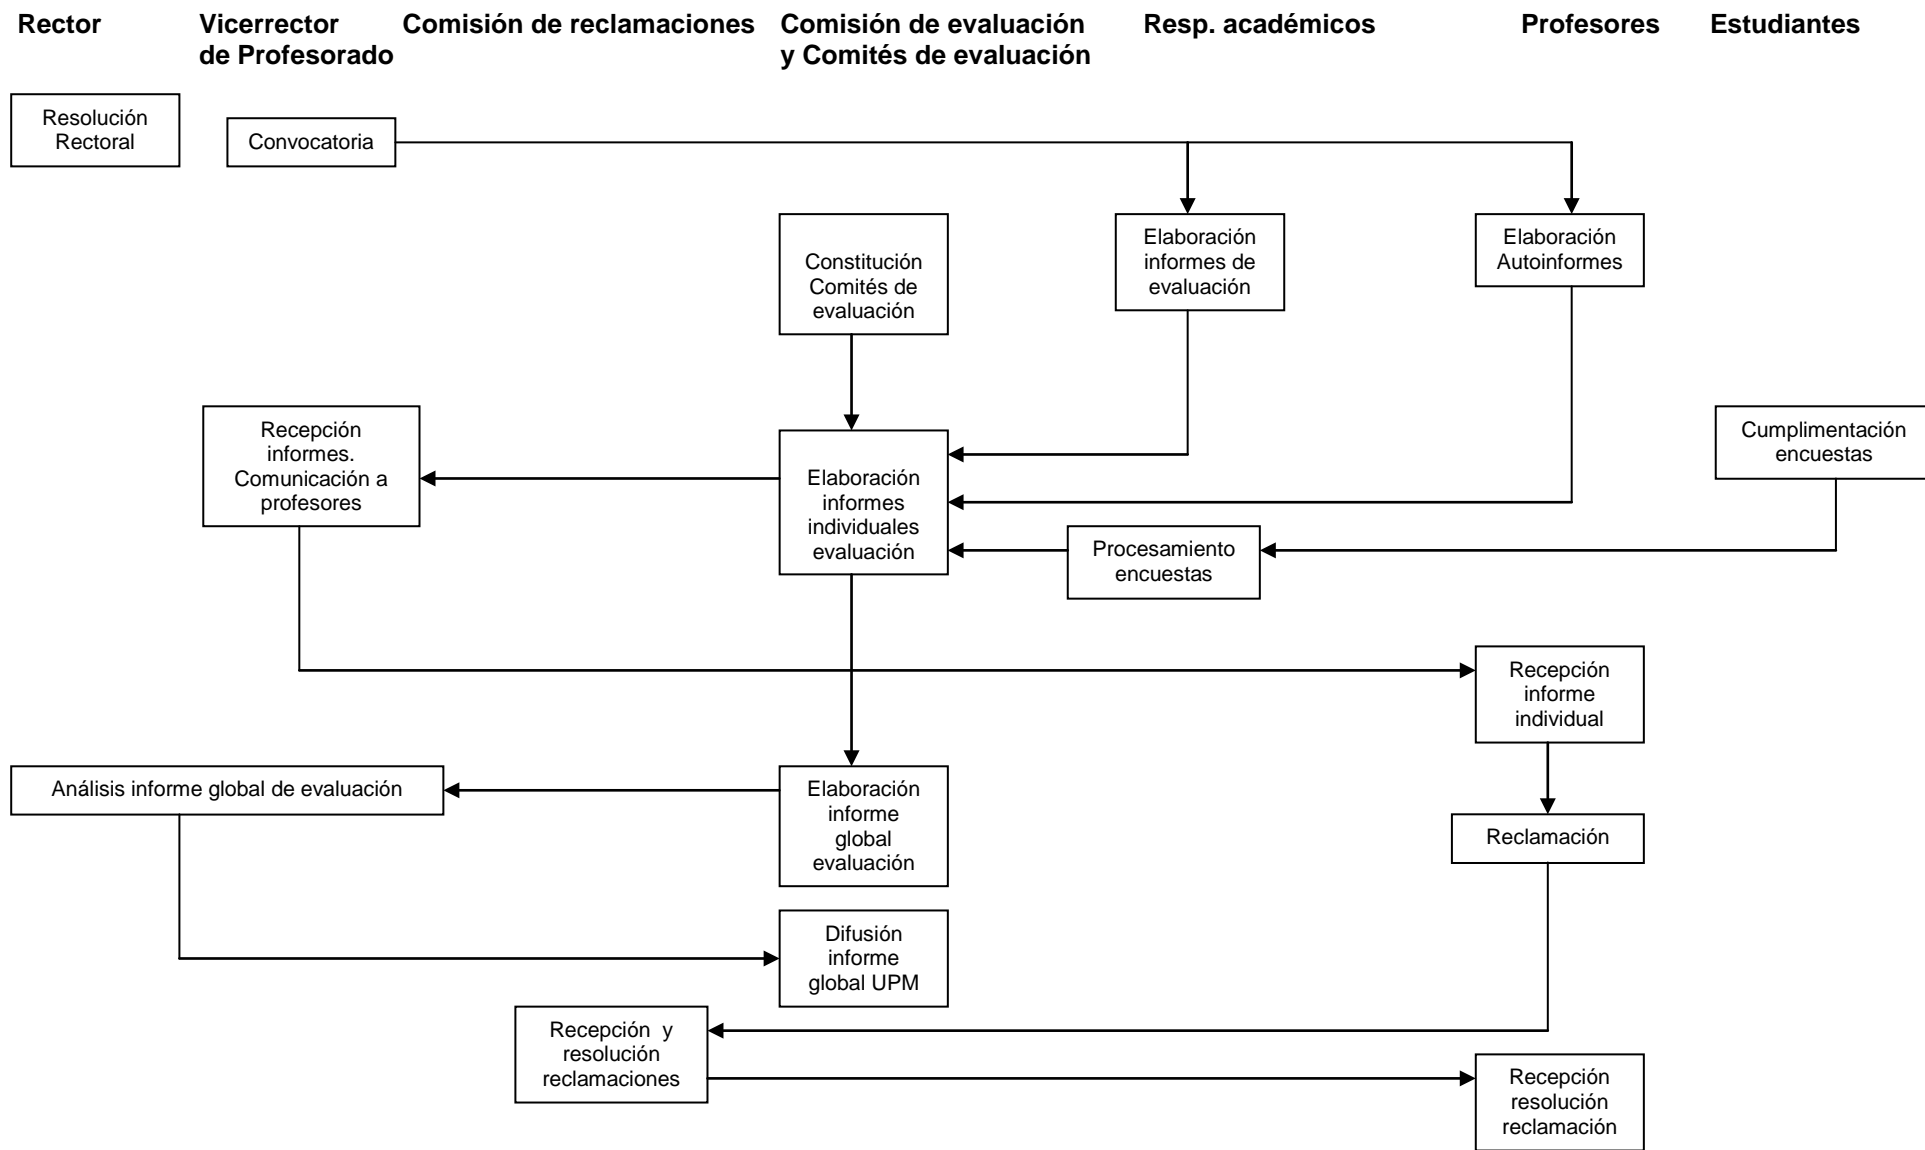 Rector
Vicerrector
de Profesorado
Comisión de reclamaciones
Comisión de evaluación
y Comités de evaluación
Resp. académicos
Profesores
Estudiantes
Resolución
Rectoral
Convocatoria
Constitución
Comités de
evaluación
Elaboración
informes de
evaluación
Elaboración
Autoinformes
Recepción
informes.
Comunicación a
profesores
Elaboración
informes
individuales
evaluación
Cumplimentación
encuestas
Procesamiento
encuestas
Recepción
informe
individual
Análisis informe global de evaluación
Elaboración
informe
global
evaluación
Reclamación
Difusión
informe
global UPM
Recepción y
resolución
reclamaciones
Recepción
resolución
reclamación